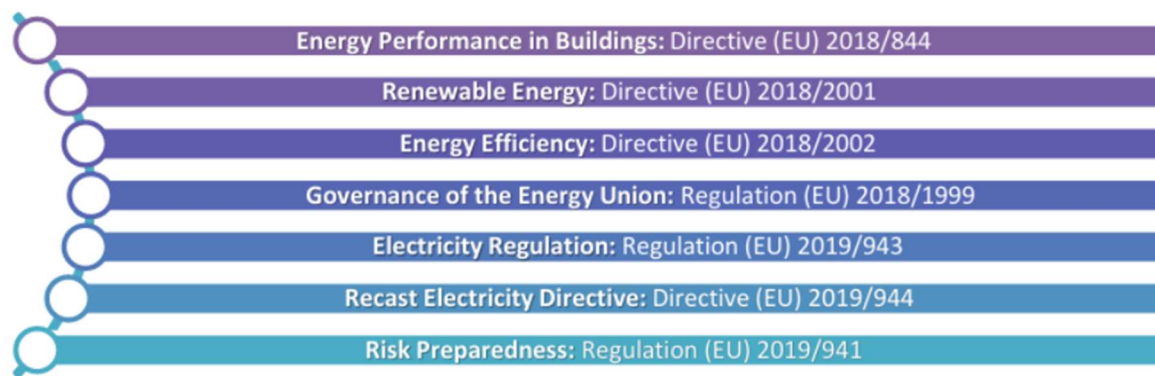 Energy Performance in Buildings: Directive (EU) 2018/844
Renewable Energy: Directive (EU) 2018/2001
Energy Efficiency: Directive (EU) 2018/2002
Governance of the Energy Union: Regulation (EU) 2018/1999
Electricity Regulation: Regulation (EU) 2019/943
Recast Electricity Directive: Directive (EU) 2019/944
Risk Preparedness: Regulation (EU) 2019/941